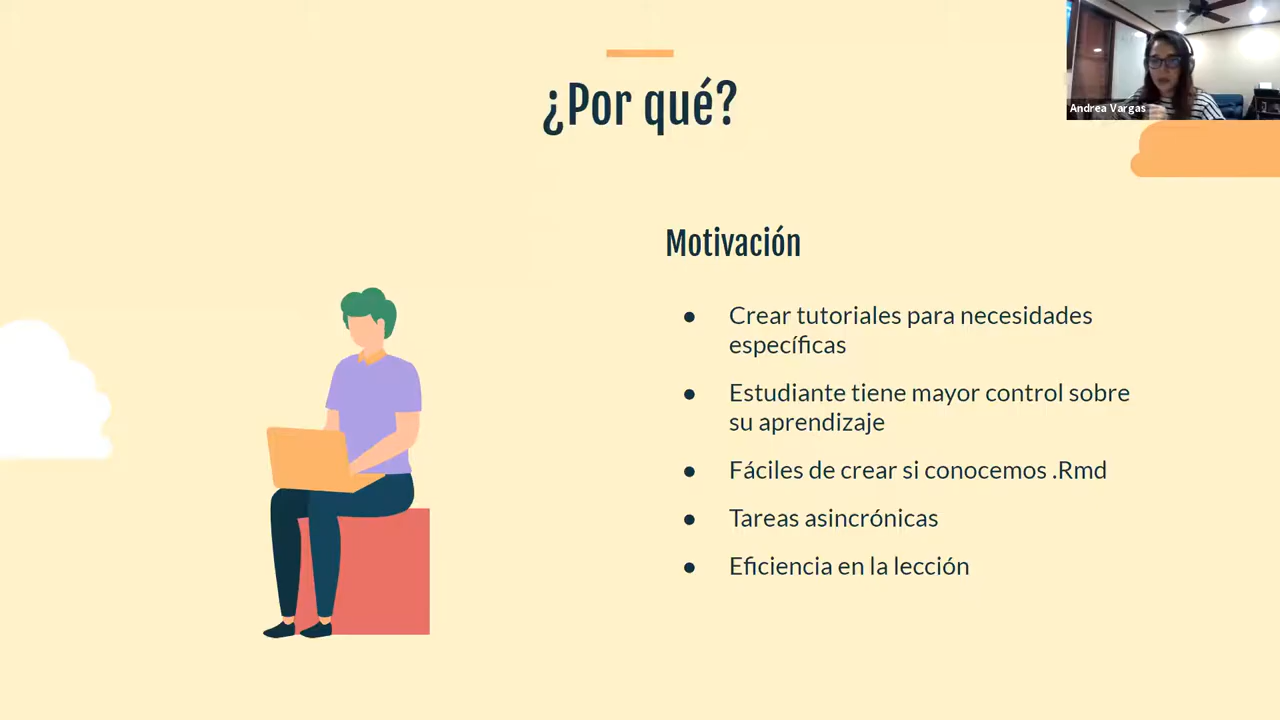 ¿Por qué?
Andrea Vargas
Motivación
● Crear tutoriales para necesidades
específicas
● Estudiante tiene mayor control sobre
su aprendizaje
● Fáciles de crear si conocemos .Rmd
● Tareas asincrónicas
● Eficiencia en la lección